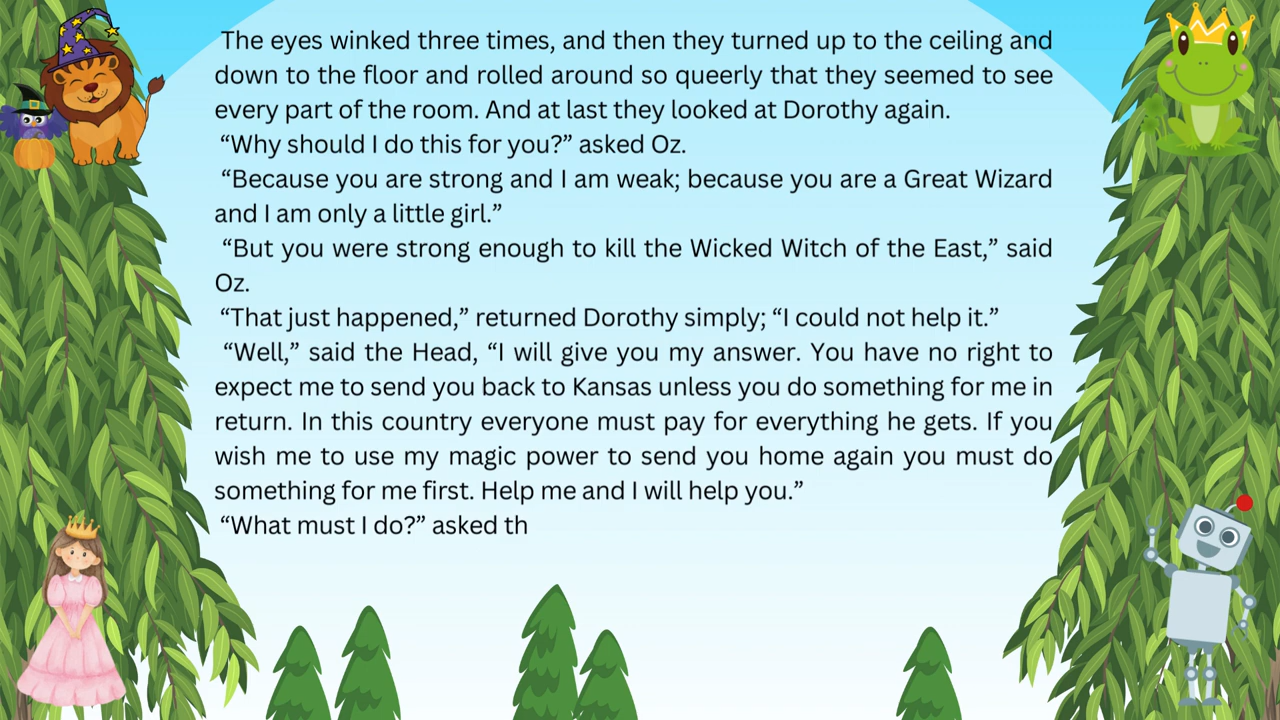 The eyes winked three times, and then they turned up to the ceiling and
down to the floor and rolled around so queerly that they seemed to see
every part of the room. And at last they looked at Dorothy again.
“Why should I do this for you?” asked Oz.
“Because you are strong and I am weak; because you are a Great Wizard
and I am only a little girl.”
“But you were strong enough to kill the Wicked Witch of the East,” said
Oz.
“That just happened,” returned Dorothy simply; “I could not help it.”
“Well,” said the Head, “I will give you my answer. You have no right to
expect me to send you back to Kansas unless you do something for me in
return. In this country everyone must pay for everything he gets. If you
wish me to use my magic power to send you home again you must do
something for me first. Help me and I will help you.”
“What must I do?” asked th